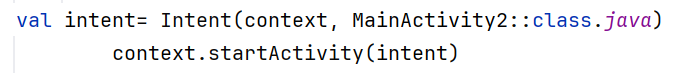 val intent= Intent(context, MainActivity2::class.java)
context.startActivity(intent)